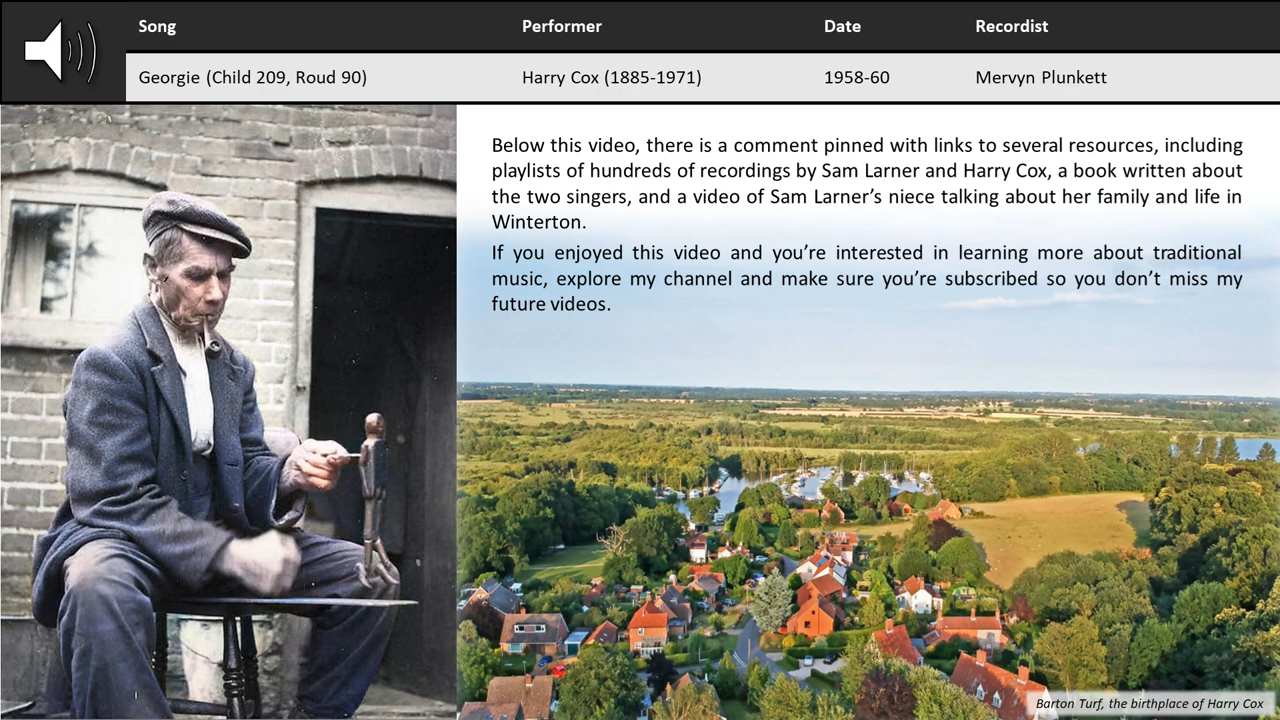 Song Performer Date Recordist
Georgie (Child 209, Roud 90) Harry Cox (1885-1971) 1958-60 Mervyn Plunkett
Below this video, there is a comment pinned with links to several resources, including
playlists of hundreds of recordings by Sam Larner and Harry Cox, a book written about
the two singers, and a video of Sam Larner’s niece talking about her family and life in
Winterton.
If you enjoyed this video and you’re interested in learning more about traditional
music, explore my channel and make sure you’re subscribed so you don’t miss my
future videos.
Barton Turf, the birthplace of Harry Cox